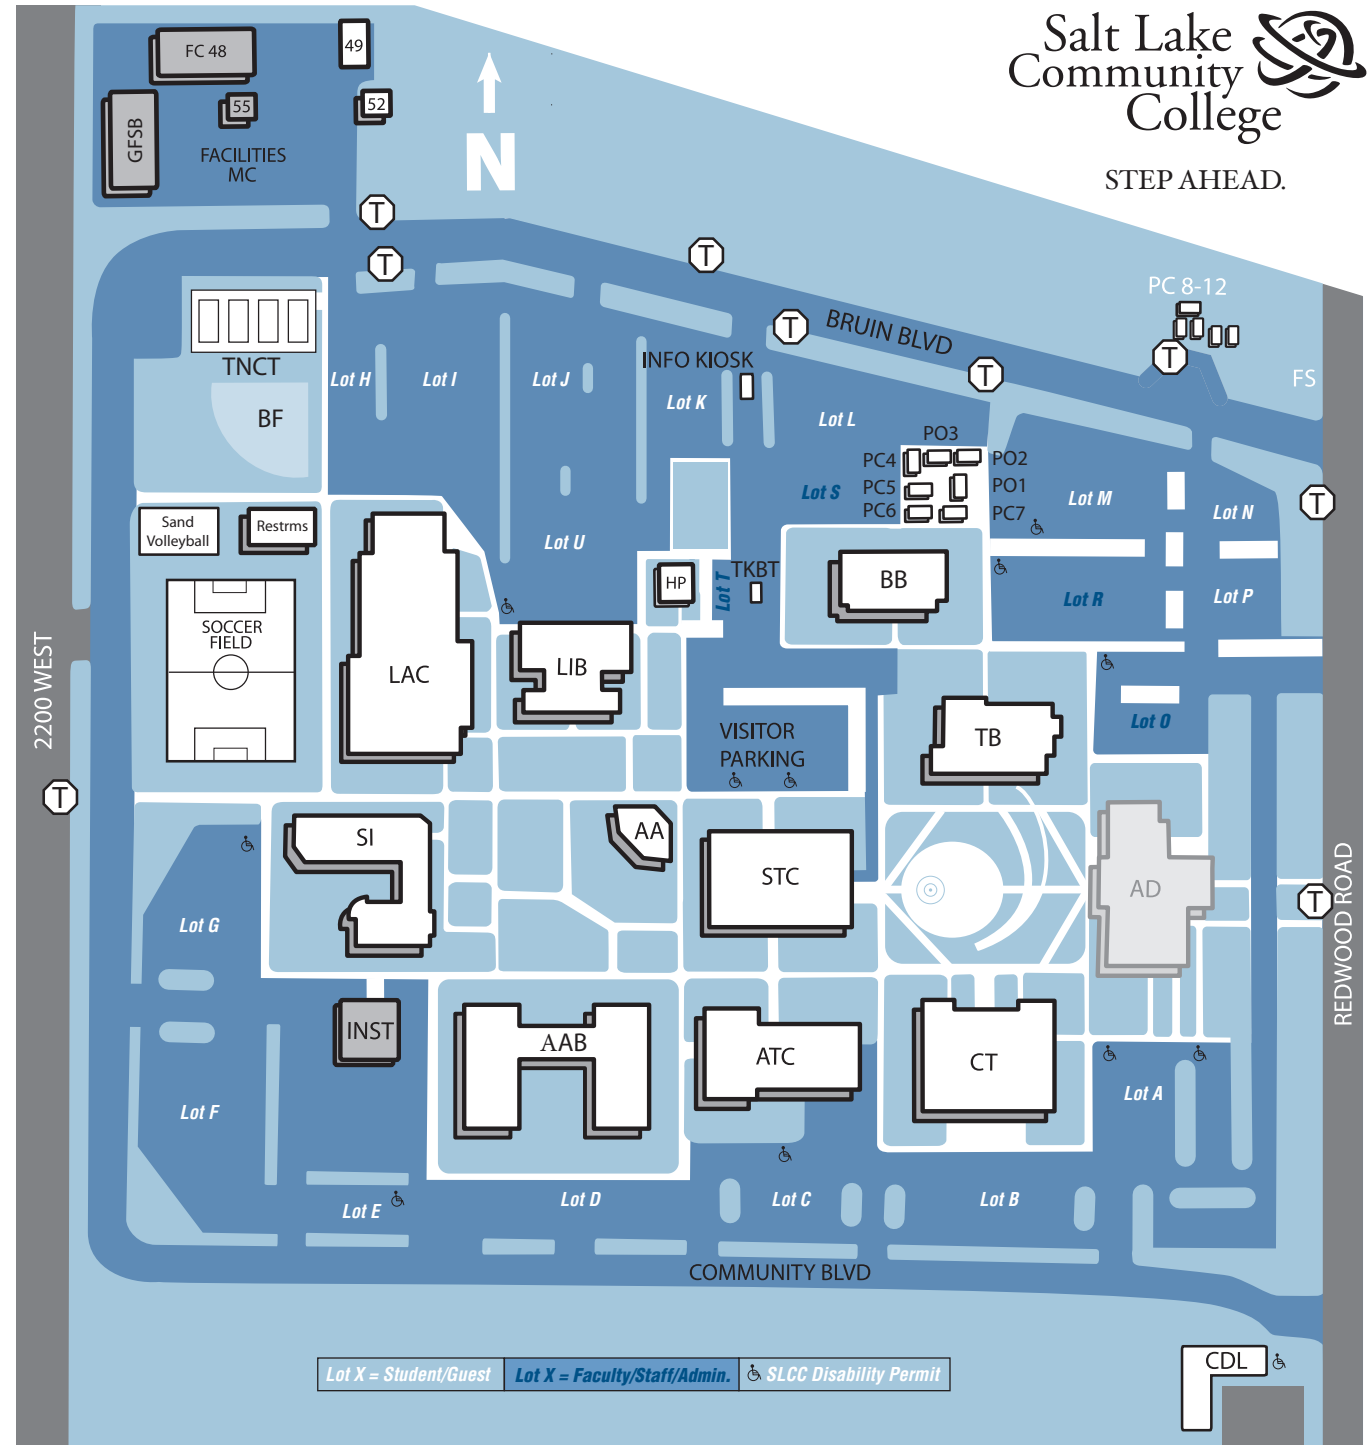 Salt Lake
Community
College
STEP AHEAD.
FC 48
49
55
52
GFSB
FACILITIES
MC
N
T
T
T
T
T
T
T
T
T
PC 8-12
BRUIN BLVD
FS
TNCT
BF
INFO KIOSK
Lot H
Lot I
Lot J
Lot K
Lot L
PO3
PC4
PO2
PC5
PO1
PC6
PC7
Lot S
Lot M
Lot N
Sand
Volleyball
Restrms
Lot U
HP
Lot T
TKBT
BB
Lot R
Lot P
SOCCER
FIELD
LAC
LIB
2200 WEST
VISITOR
PARKING
TB
Lot O
SI
AA
STC
AD
REDWOOD ROAD
Lot G
INST
AAB
ATC
CT
Lot A
Lot F
Lot E
Lot D
Lot C
Lot B
COMMUNITY BLVD
Lot X = Student/Guest
Lot X = Faculty/Staff/Admin.
SLCC Disability Permit
CDL